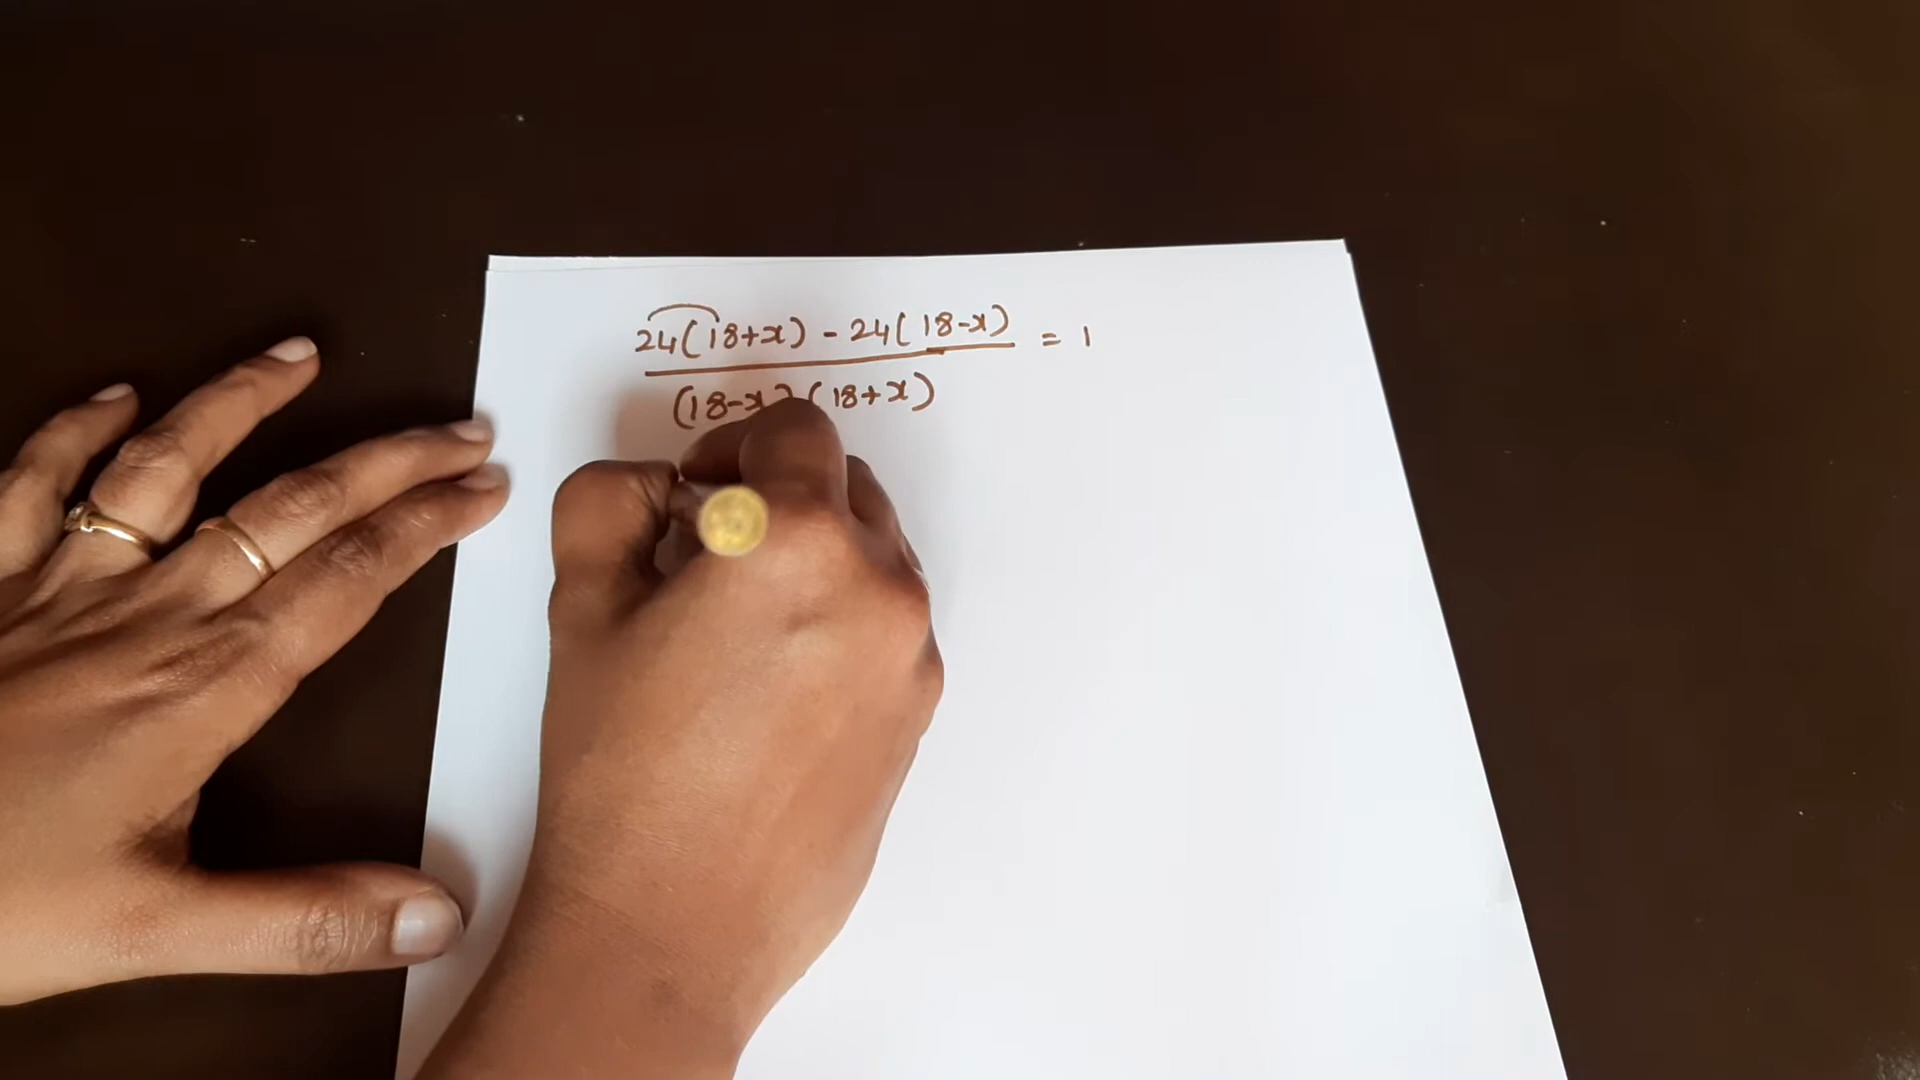 24(18+x) - 24(18-x) = 1
(18-x)(18+x)